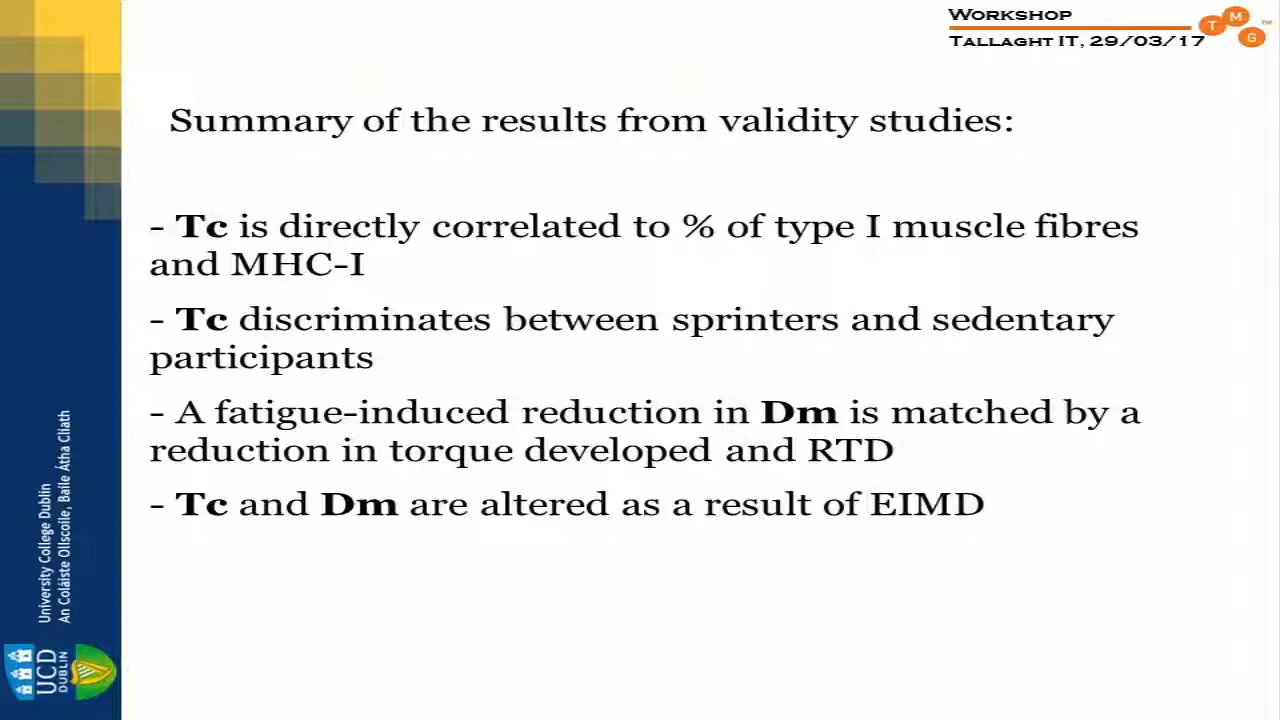 WORKSHOP
TALLAGHT IT, 29/03/17
T M G ™
Summary of the results from validity studies:
- Tc is directly correlated to % of type I muscle fibres
and MHC-I
- Tc discriminates between sprinters and sedentary
participants
- A fatigue-induced reduction in Dm is matched by a
reduction in torque developed and RTD
- Tc and Dm are altered as a result of EIMD
University College Dublin
An Coláiste Ollscoile, Baile Átha Cliath
UCD
DUBLIN